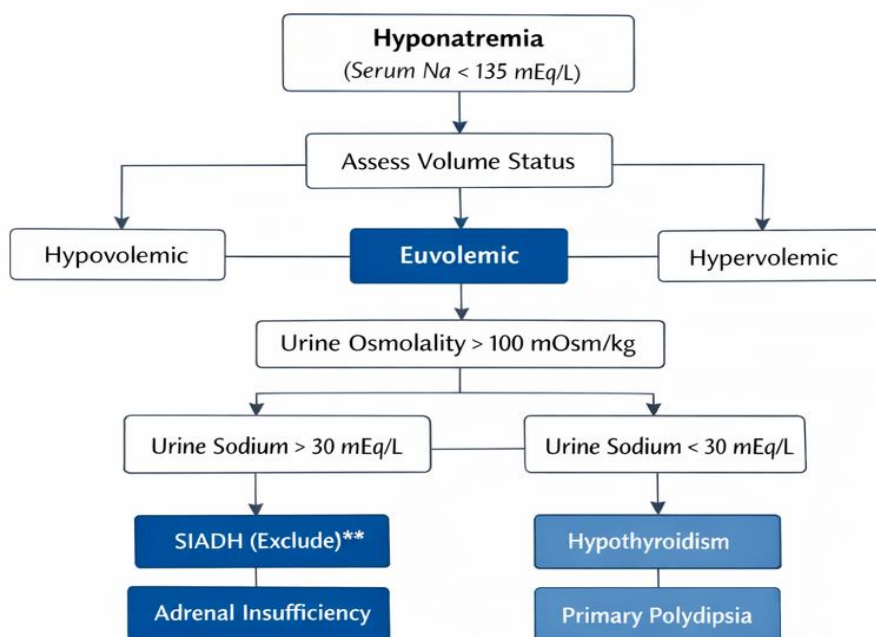 Hyponatremia
(Serum Na < 135 mEq/L)
Assess Volume Status
Hypovolemic
Euvolemic
Hypervolemic
Urine Osmolality > 100 mOsm/kg
Urine Sodium > 30 mEq/L
Urine Sodium < 30 mEq/L
SIADH (Exclude)**
Hypothyroidism
Adrenal Insufficiency
Primary Polydipsia